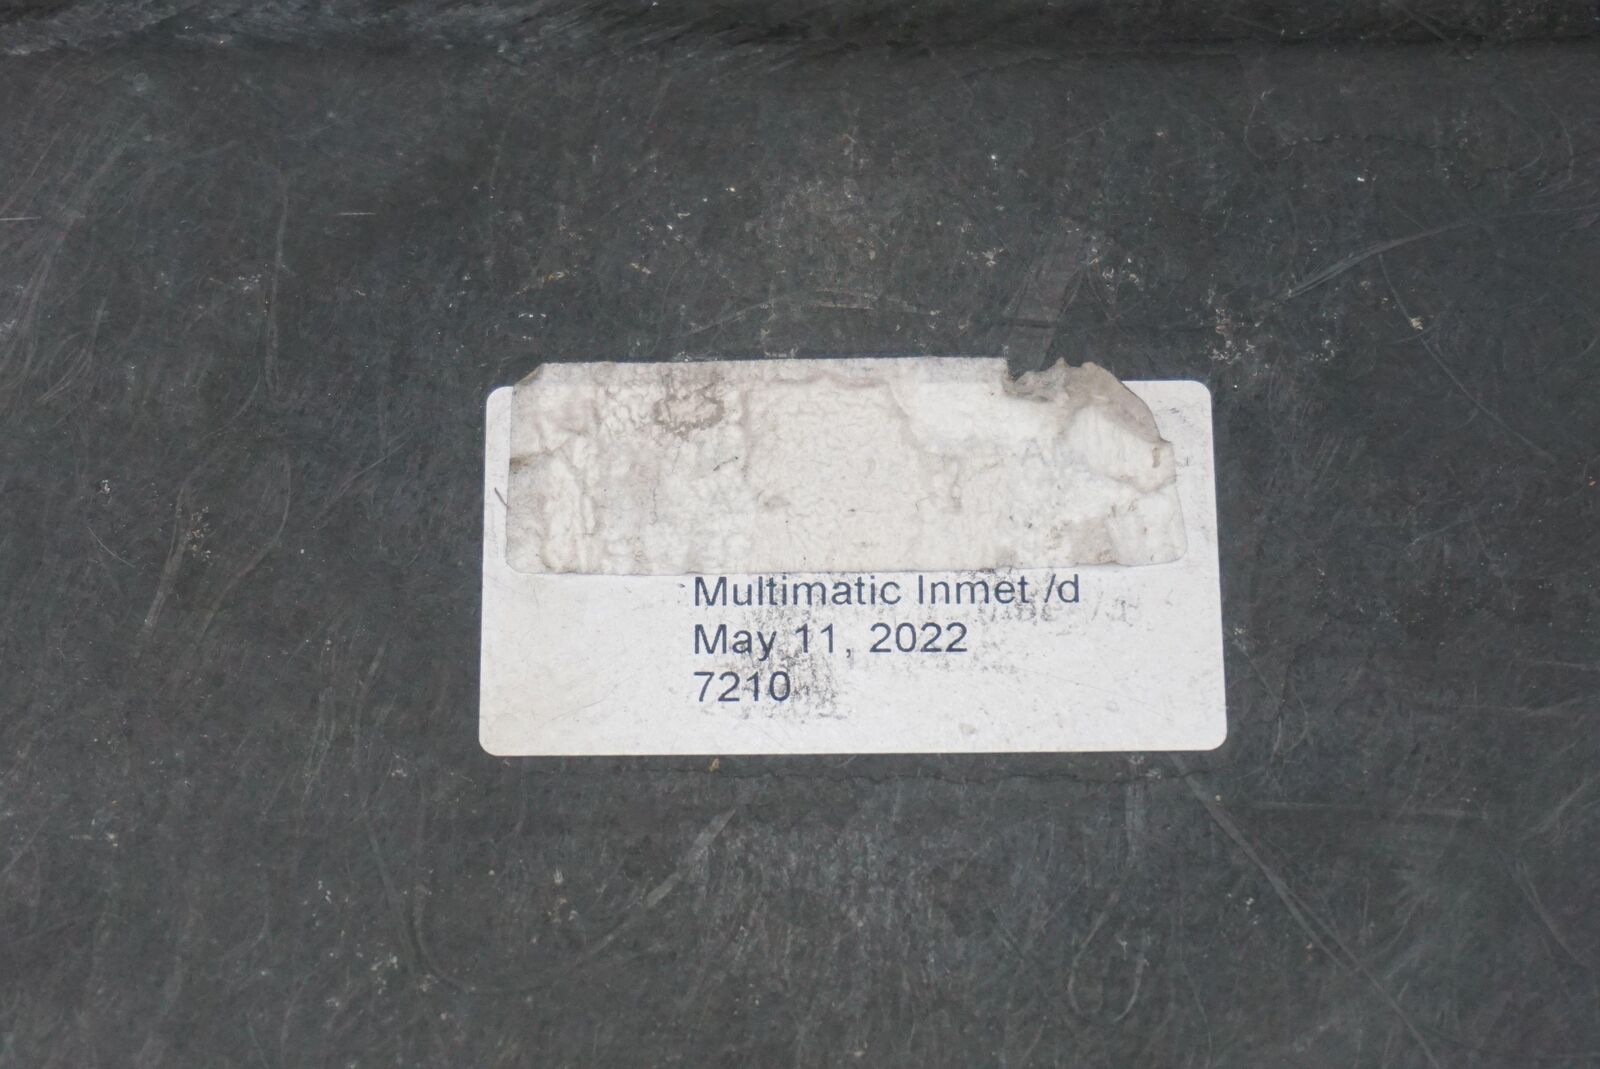 Multimatic Inmet /d
May 11, 2022
7210